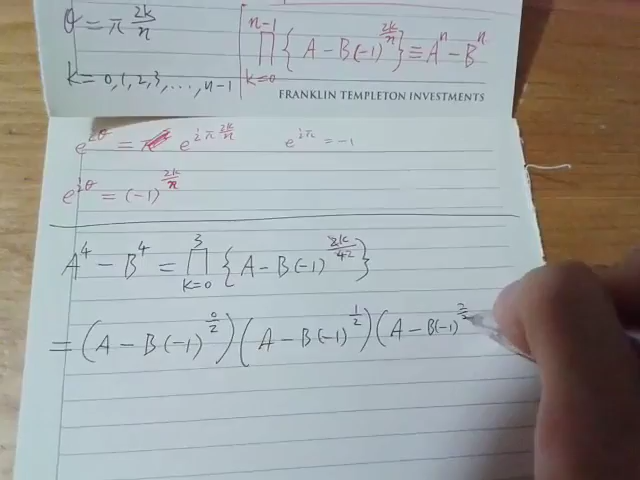 θ = π 2k/n
k = 0, 1, 2, 3, ..., n-1
∏_{k=0}^{n-1} { A - B(-1)^{2k/n} } ≡ A^n - B^n
FRANKLIN TEMPLETON INVESTMENTS
e^{iθ} = e^{iπ 2k/n} e^{iπ} = -1
e^{iθ} = (-1)^{2k/n}
A^4 - B^4 = ∏_{k=0}^{3} { A - B(-1)^{2k/42} }
= (A - B(-1)^{0/2}) (A - B(-1)^{1/2}) (A - B(-1)^{2/2}